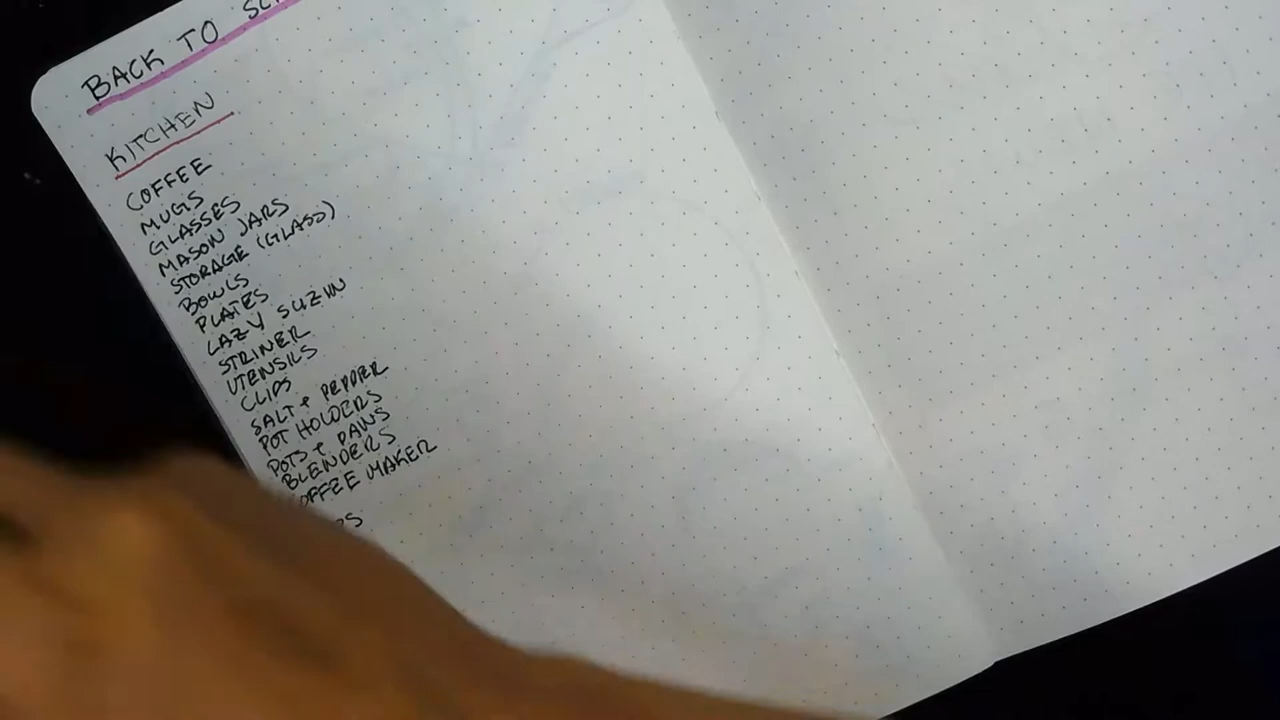 BACK TO
KITCHEN
COFFEE
MUGS
GLASSES
MASON JARS
STORAGE (GLASS)
BOWLS
PLATES
LAZY SUZIN
STRINER
UTENSILS
CLIPS
SALT + PEPPER
POT HOLDERS
POTS + PANS
BLENDERS
OFFEE MAKER